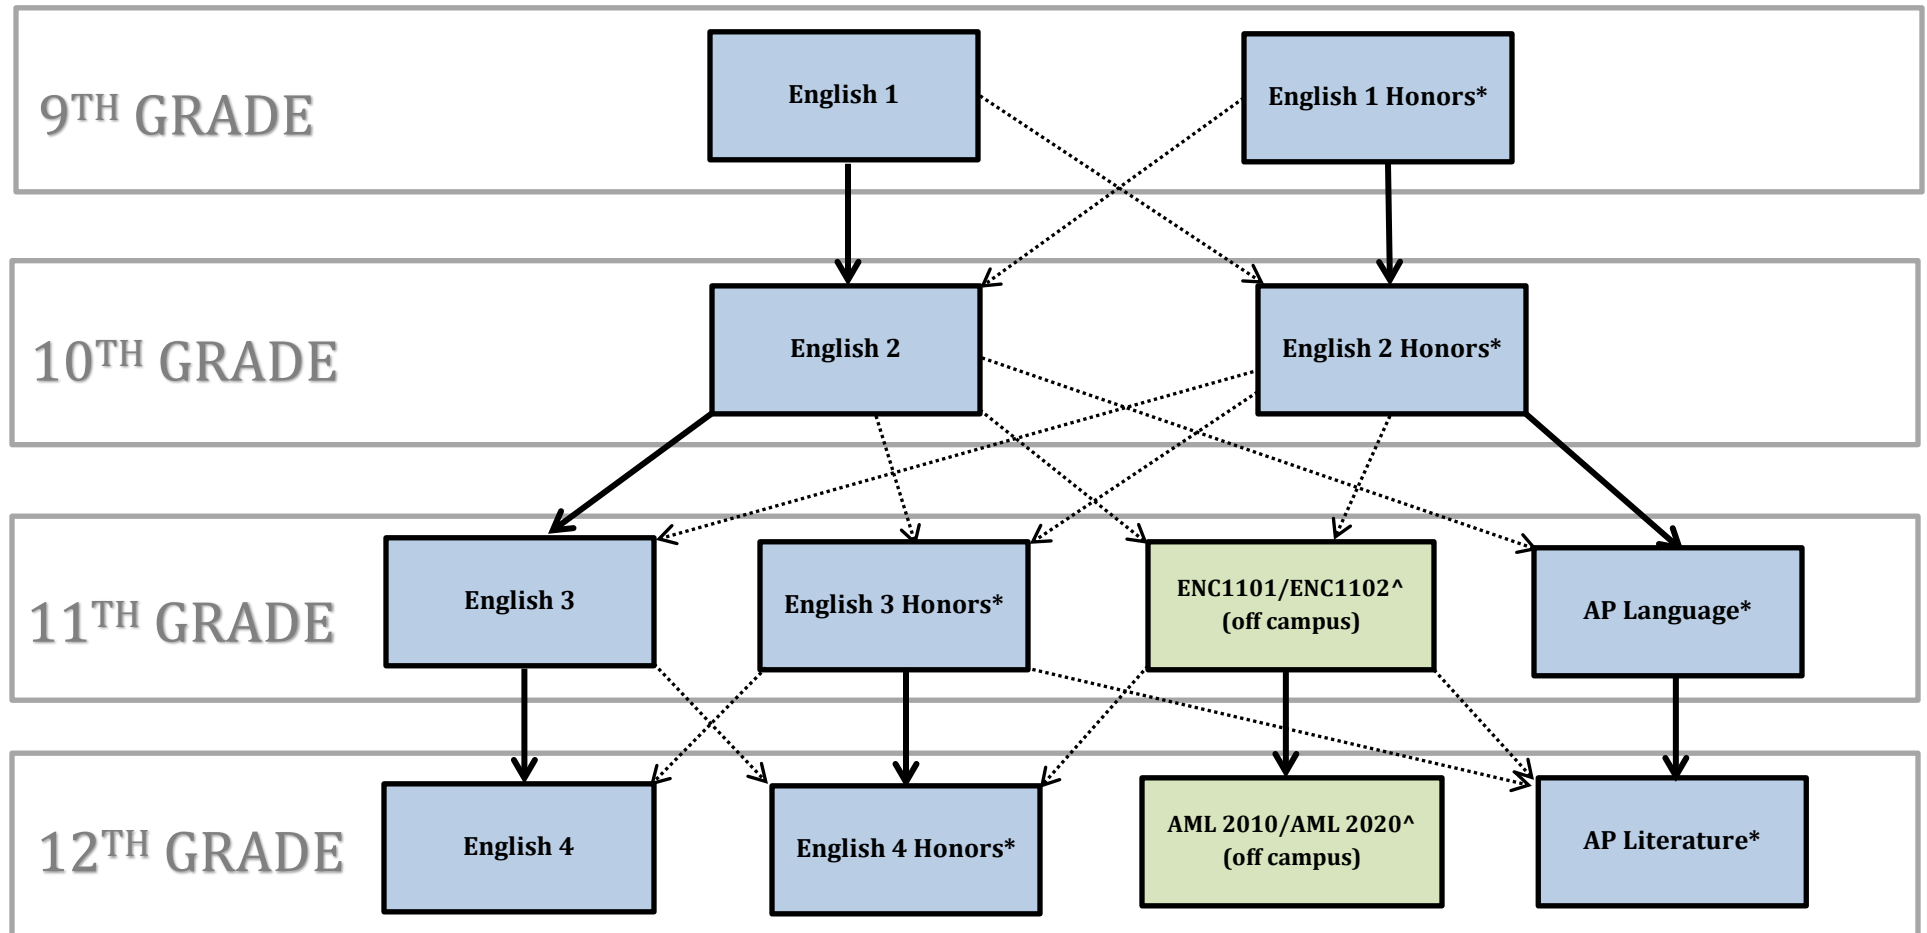 9TH GRADE
English 1
English 1 Honors*
10TH GRADE
English 2
English 2 Honors*
11TH GRADE
English 3
English 3 Honors*
ENC1101/ENC1102^
(off campus)
AP Language*
12TH GRADE
English 4
English 4 Honors*
AML 2010/AML 2020^
(off campus)
AP Literature*